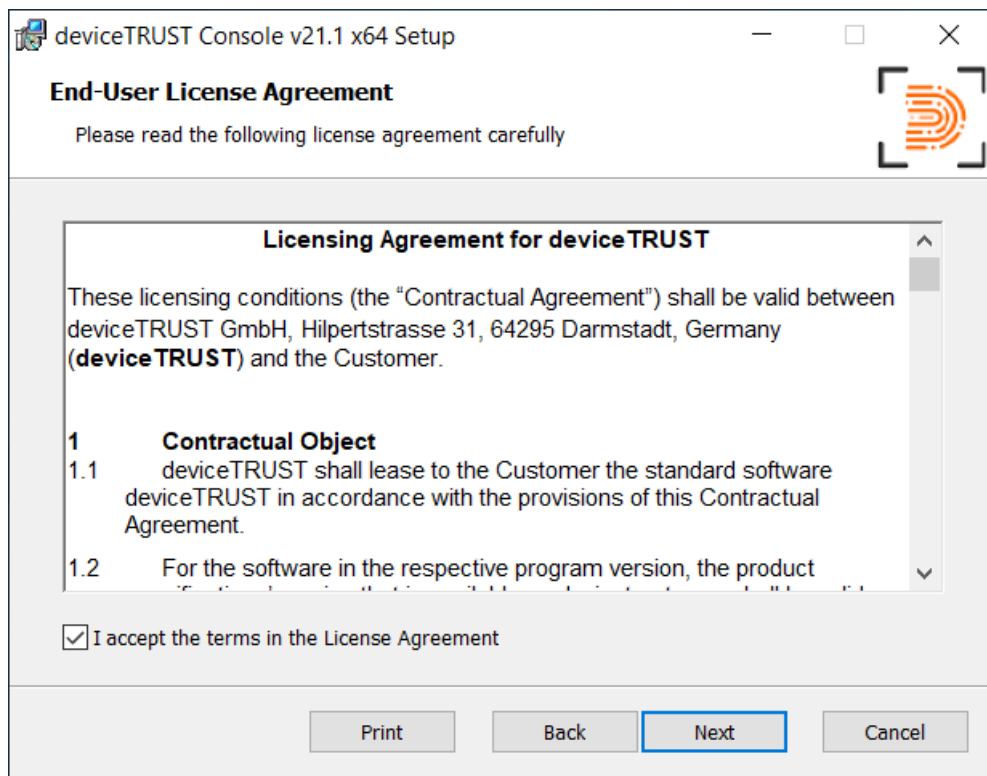 deviceTRUST Console v21.1 x64 Setup
End-User License Agreement
Please read the following license agreement carefully
Licensing Agreement for deviceTRUST
These licensing conditions (the “Contractual Agreement”) shall be valid between
deviceTRUST GmbH, Hilpertstrasse 31, 64295 Darmstadt, Germany
(deviceTRUST) and the Customer.
1 Contractual Object
1.1 deviceTRUST shall lease to the Customer the standard software
deviceTRUST in accordance with the provisions of this Contractual
Agreement.
1.2 For the software in the respective program version, the product
I accept the terms in the License Agreement
Print Back Next Cancel